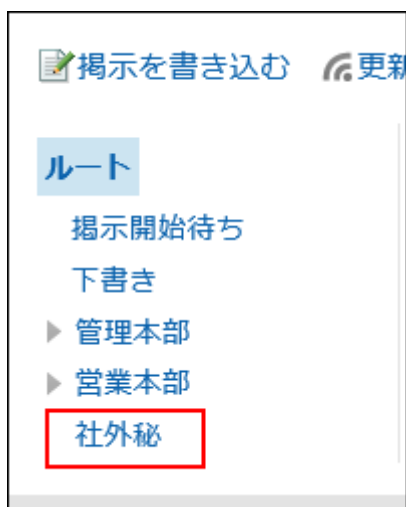 掲示を書き込む 更新
ルート
掲示開始待ち
下書き
管理本部
営業本部
社外秘